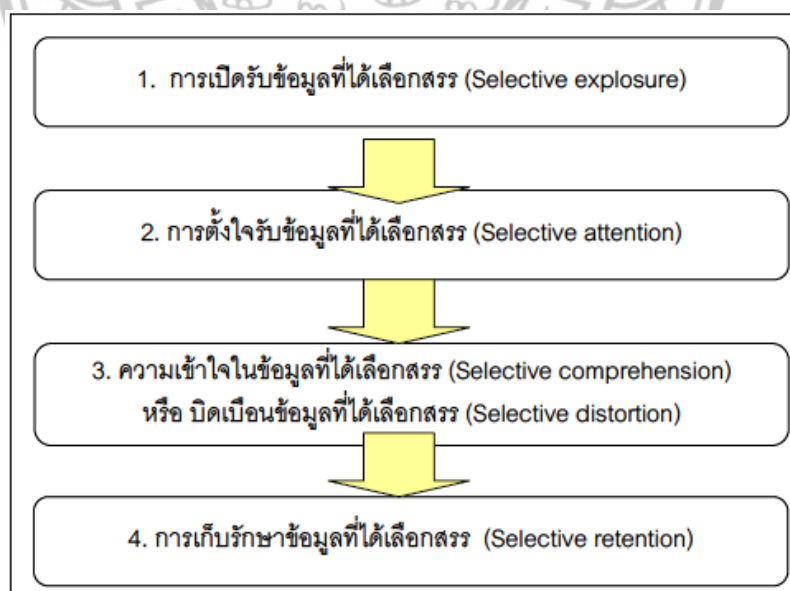 1. การเปิดรับข้อมูลที่ได้เลือกสรร (Selective explosure)
2. การตั้งใจรับข้อมูลที่ได้เลือกสรร (Selective attention)
3. ความเข้าใจในข้อมูลที่ได้เลือกสรร (Selective comprehension)
หรือ บิดเบือนข้อมูลที่ได้เลือกสรร (Selective distortion)
4. การเก็บรักษาข้อมูลที่ได้เลือกสรร (Selective retention)